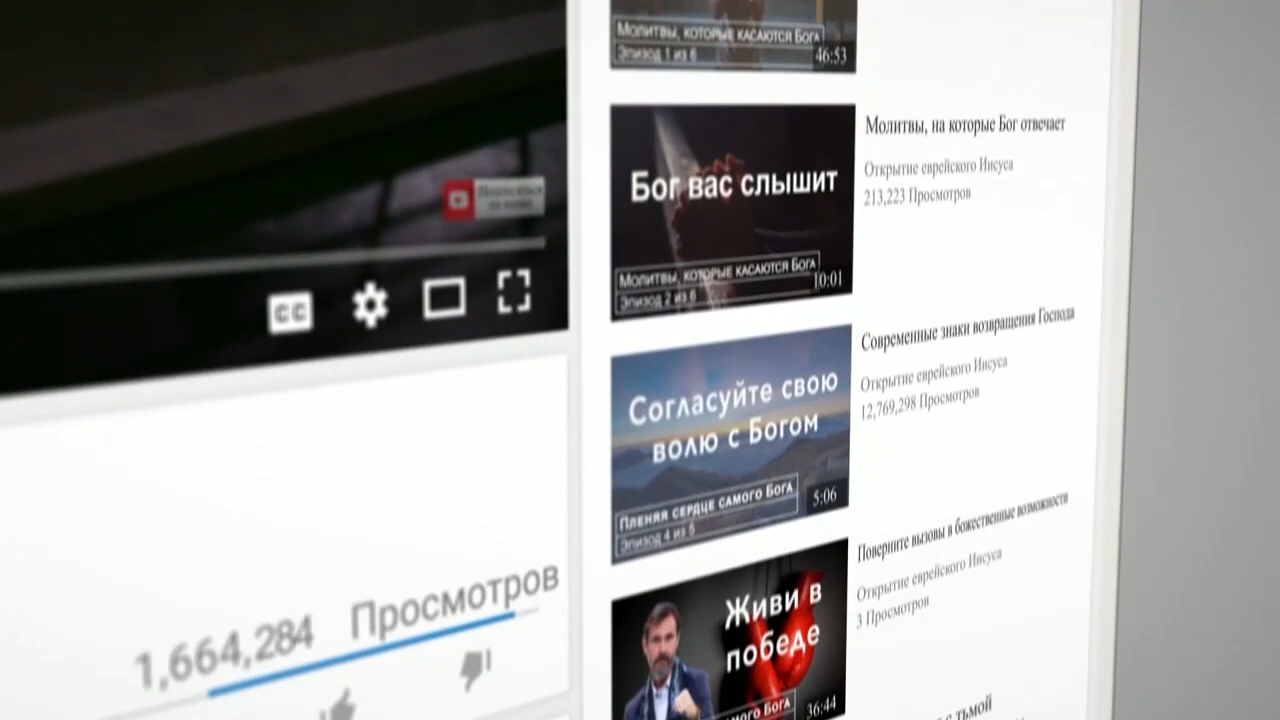 Молитвы, которые касаются Бога
Эпизод 1 из 6
46:53
Бог вас слышит
Молитвы, которые касаются Бога
Эпизод 2 из 6
10:01
Молитвы, на которые Бог отвечает
Открытие еврейского Иисуса
213,223 Просмотров
Согласуйте свою
волю с Богом
Пленяя сердце самого Бога
Эпизод 4 из 5
5:06
Современные знаки возвращения Господа
Открытие еврейского Иисуса
12,769,298 Просмотров
Живи в
победе
Бога
36:44
Поверните вызовы в божественные возможности
Открытие еврейского Иисуса
3 Просмотров
с тьмой
CC
1,664,284 Просмотров